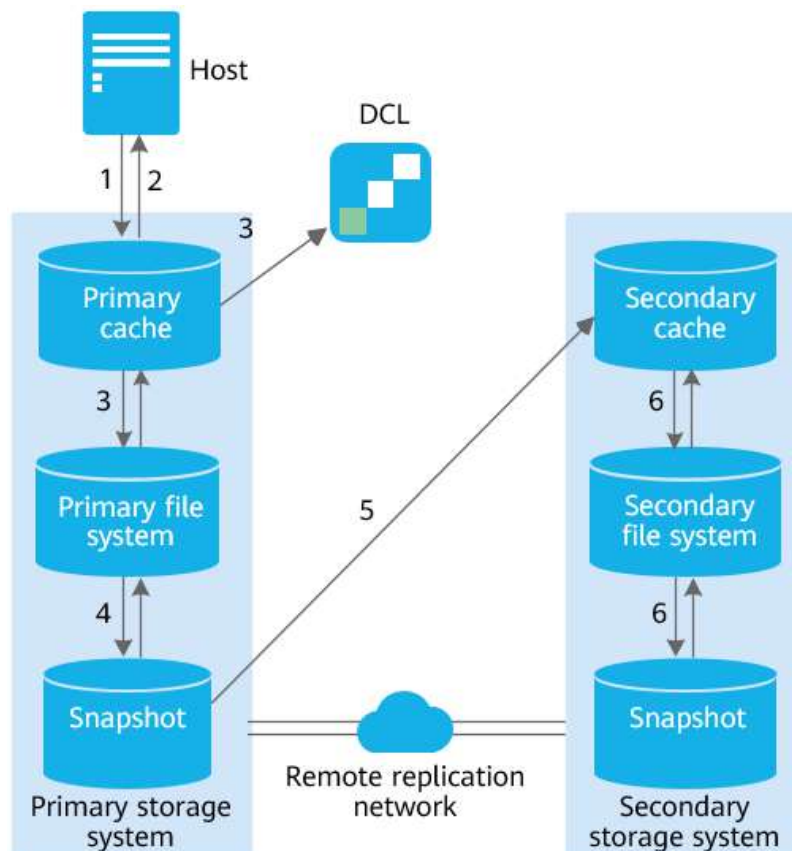 Host
DCL
1
2
3
Primary
cache
Secondary
cache
3
6
Primary file
system
5
Secondary
file system
4
6
Snapshot
Snapshot
Remote replication
network
Primary storage
system
Secondary
storage system